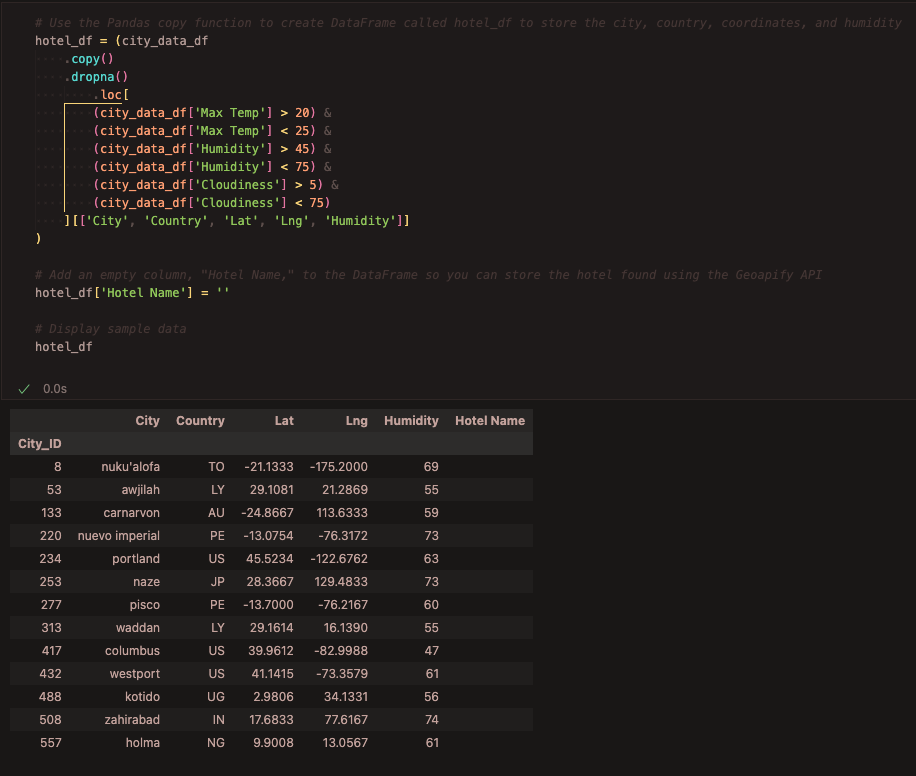 # Use the Pandas copy function to create DataFrame called hotel_df to store the city, country, coordinates, and humidity
hotel_df = (city_data_df
.copy()
.dropna()
.loc[
(city_data_df['Max Temp'] > 20) &
(city_data_df['Max Temp'] < 25) &
(city_data_df['Humidity'] > 45) &
(city_data_df['Humidity'] < 75) &
(city_data_df['Cloudiness'] > 5) &
(city_data_df['Cloudiness'] < 75)
][['City', 'Country', 'Lat', 'Lng', 'Humidity']]
)
# Add an empty column, "Hotel Name," to the DataFrame so you can store the hotel found using the Geoapify API
hotel_df['Hotel Name'] = ''
# Display sample data
hotel_df
0.0s
City Country Lat Lng Humidity Hotel Name
City_ID
8 nuku'alofa TO -21.1333 -175.2000 69
53 awjilah LY 29.1081 21.2869 55
133 carnarvon AU -24.8667 113.6333 59
220 nuevo imperial PE -13.0754 -76.3172 73
234 portland US 45.5234 -122.6762 63
253 naze JP 28.3667 129.4833 73
277 pisco PE -13.7000 -76.2167 60
313 waddan LY 29.1614 16.1390 55
417 columbus US 39.9612 -82.9988 47
432 westport US 41.1415 -73.3579 61
488 kotido UG 2.9806 34.1331 56
508 zahirabad IN 17.6833 77.6167 74
557 holma NG 9.9008 13.0567 61